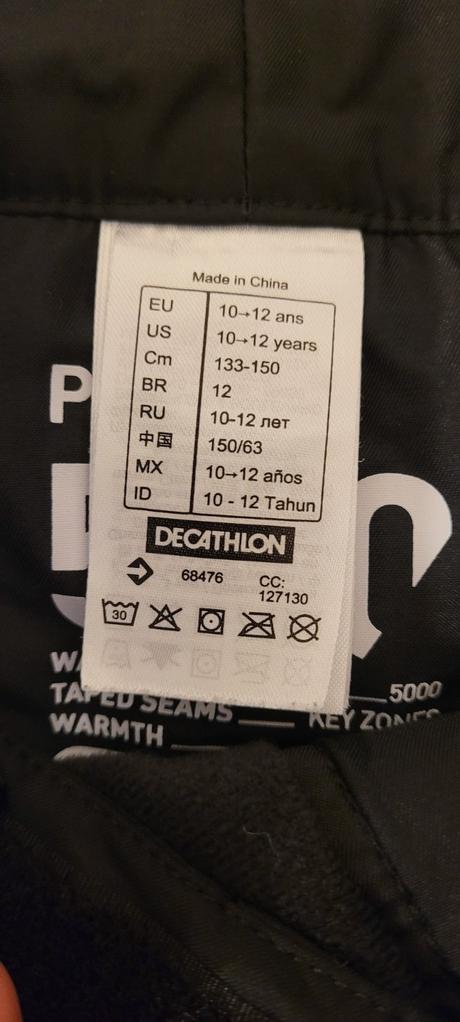 Made in China
EU 10→12 ans
US 10→12 years
Cm 133-150
BR 12
RU 10-12 лет
中国 150/63
MX 10→12 años
ID 10 - 12 Tahun
DECATHLON
68476 CC:
127130
30
P
5000
TAPED SEAMS KEY ZONES
WARMTH